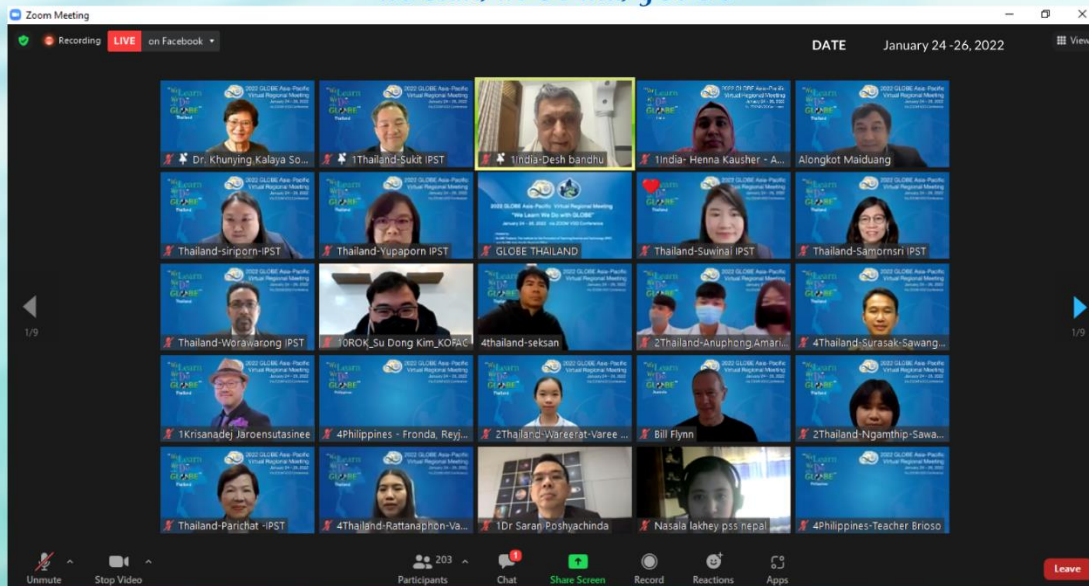 Zoom Meeting
Recording LIVE on Facebook
View
DATE January 24 -26, 2022
Dr. Khunying Kalaya So...
1Thailand-Sukit IPST
1India-Desh bandhu
1India- Henna Kausher - A...
Alongkot Maiduang
Thailand-siriporn-IPST
Thailand-Yupaporn IPST
2022 GLOBE Asia-Pacific Virtual Regional Meeting
"We Learn We Do with GLOBE"
GLOBE THAILAND
Thailand-Suwinai IPST
Thailand-Samornsri IPST
Thailand-Worawarong IPST
10ROK_Su Dong Kim_KOFAC
4thailand-seksan
2Thailand-Anuphong.Amari...
4Thailand-Surasak-Sawang...
1Krisanadej Jaroensutasinee
4Philippines - Fronda, Reyj...
2Thailand-Wareerat-Varee ...
Bill Flynn
2Thailand-Ngamthip-Sawa...
Thailand-Parichat -IPST
4Thailand-Rattanaphon-Va...
1Dr Saran Poshyachinda
Nasala lakhey pss nepal
4Philippines-Teacher Brioso
1/9
1/9
Unmute
Stop Video
203
Participants
1
Chat
Share Screen
Record
Reactions
Apps
Leave